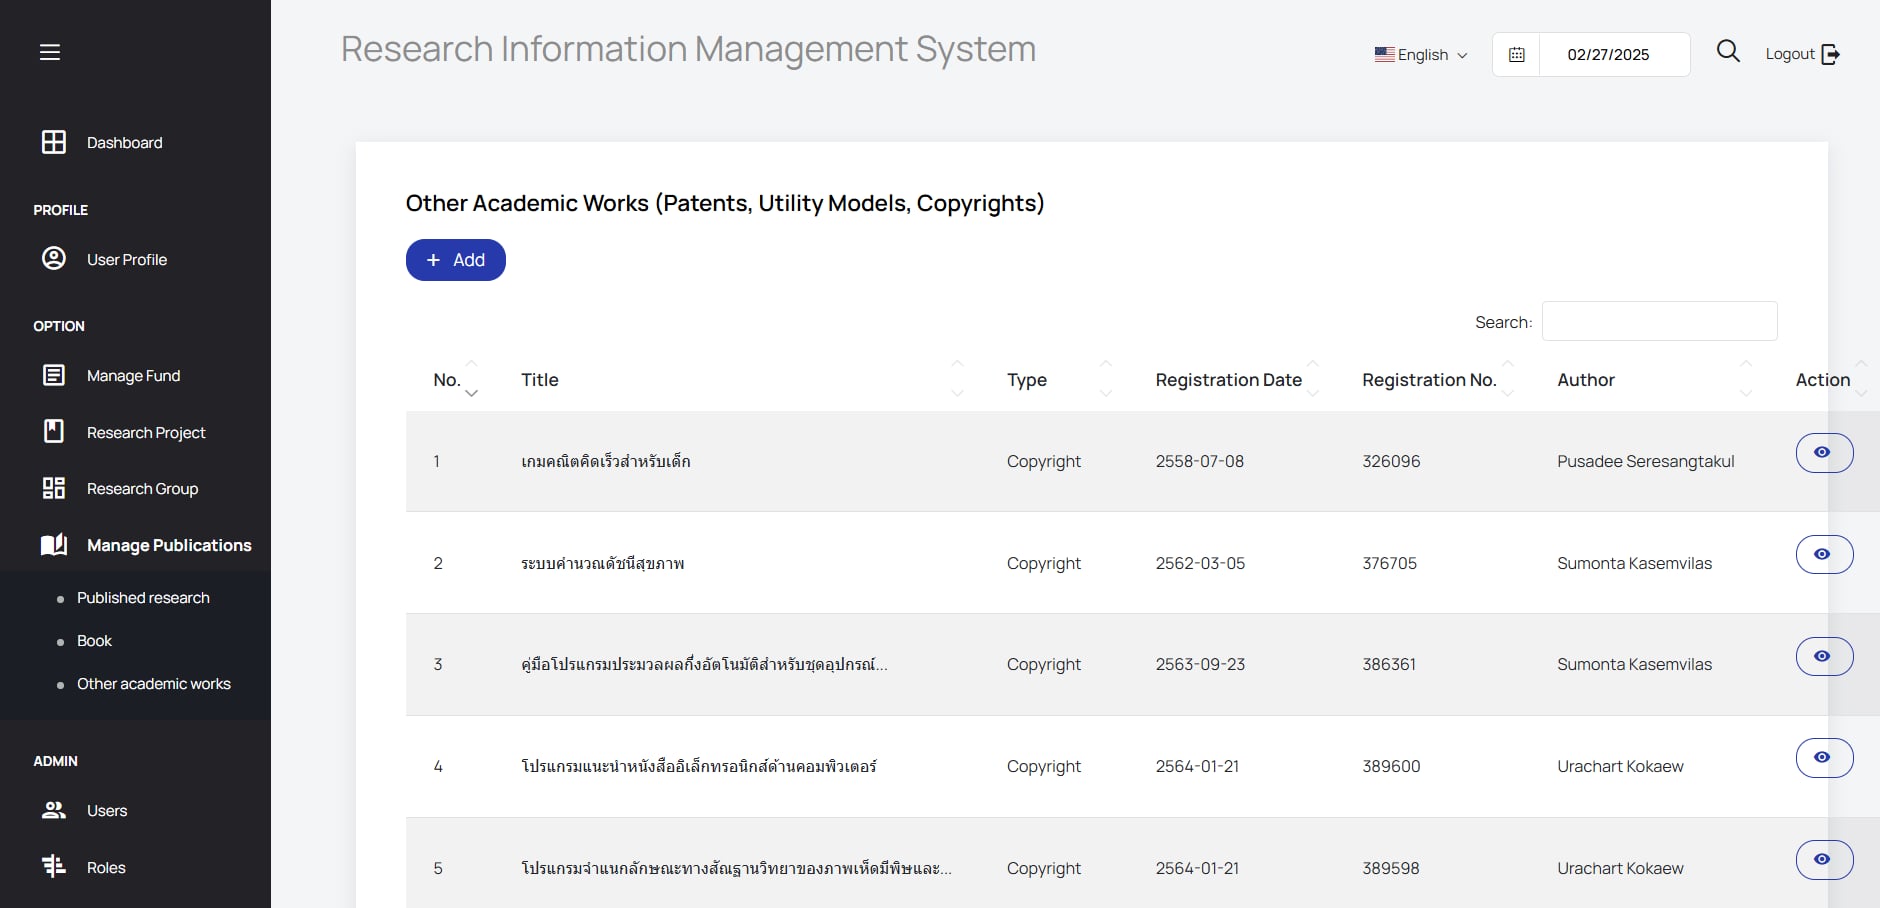 Research Information Management System
English
02/27/2025
Logout
Dashboard
PROFILE
User Profile
OPTION
Manage Fund
Research Project
Research Group
Manage Publications
Published research
Book
Other academic works
ADMIN
Users
Roles
Other Academic Works (Patents, Utility Models, Copyrights)
+ Add
Search:
No. Title Type Registration Date Registration No. Author Action
1 เกมคณิตคิดเร็วสำหรับเด็ก Copyright 2558-07-08 326096 Pusadee Seresangtakul
2 ระบบคำนวณดัชนีสุขภาพ Copyright 2562-03-05 376705 Sumonta Kasemvilas
3 คู่มือโปรแกรมประมวลผลกึ่งอัตโนมัติสำหรับชุดอุปกรณ์... Copyright 2563-09-23 386361 Sumonta Kasemvilas
4 โปรแกรมแนะนำหนังสืออิเล็กทรอนิกส์ด้านคอมพิวเตอร์ Copyright 2564-01-21 389600 Urachart Kokaew
5 โปรแกรมจำแนกลักษณะทางสัณฐานวิทยาของภาพเห็ดมีพิษและ... Copyright 2564-01-21 389598 Urachart Kokaew